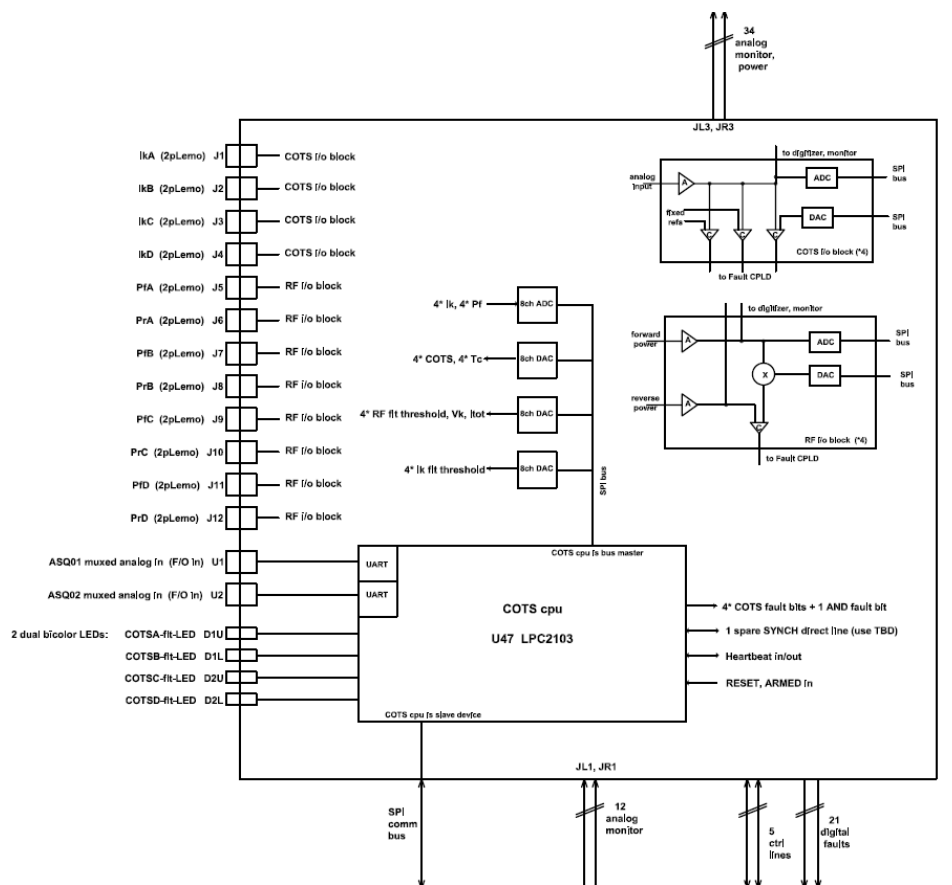 34
analog
monitor,
power
JL3, JR3
IkA (2pLemo) J1 COTS i/o block
IkB (2pLemo) J2 COTS i/o block
IkC (2pLemo) J3 COTS i/o block
IkD (2pLemo) J4 COTS i/o block
PfA (2pLemo) J5 RF i/o block
PrA (2pLemo) J6 RF i/o block
PfB (2pLemo) J7 RF i/o block
PrB (2pLemo) J8 RF i/o block
PfC (2pLemo) J9 RF i/o block
PrC (2pLemo) J10 RF i/o block
PfD (2pLemo) J11 RF i/o block
PrD (2pLemo) J12 RF i/o block
to digitizer, monitor
analog
input
A
ADC
SPI
bus
fixed
refs
DAC
SPI
bus
C
C
C
COTS i/o block (*4)
to Fault CPLD
to digitizer, monitor
forward
power
A
ADC
SPI
bus
X
DAC
SPI
bus
reverse
power
A
C
RF i/o block (*4)
to Fault CPLD
4* Ik, 4* Pf 8ch ADC
4* COTS, 4* Tc 8ch DAC
4* RF flt threshold, Vk, Itot 8ch DAC
4* Ik flt threshold 8ch DAC
SPI bus
COTS cpu is bus master
ASQ01 muxed analog in (F/O in) U1
UART
ASQ02 muxed analog in (F/O in) U2
UART
COTS cpu
U47 LPC2103
2 dual bicolor LEDs: COTSA-flt-LED D1U
COTSB-flt-LED D1L
COTSC-flt-LED D2U
COTSD-flt-LED D2L
4* COTS fault bits + 1 AND fault bit
1 spare SYNCH direct line (use TBD)
Heartbeat in/out
RESET, ARMED in
COTS cpu is slave device
JL1, JR1
SPI
comm
bus
12
analog
monitor
5
ctrl
lines
21
digital
faults